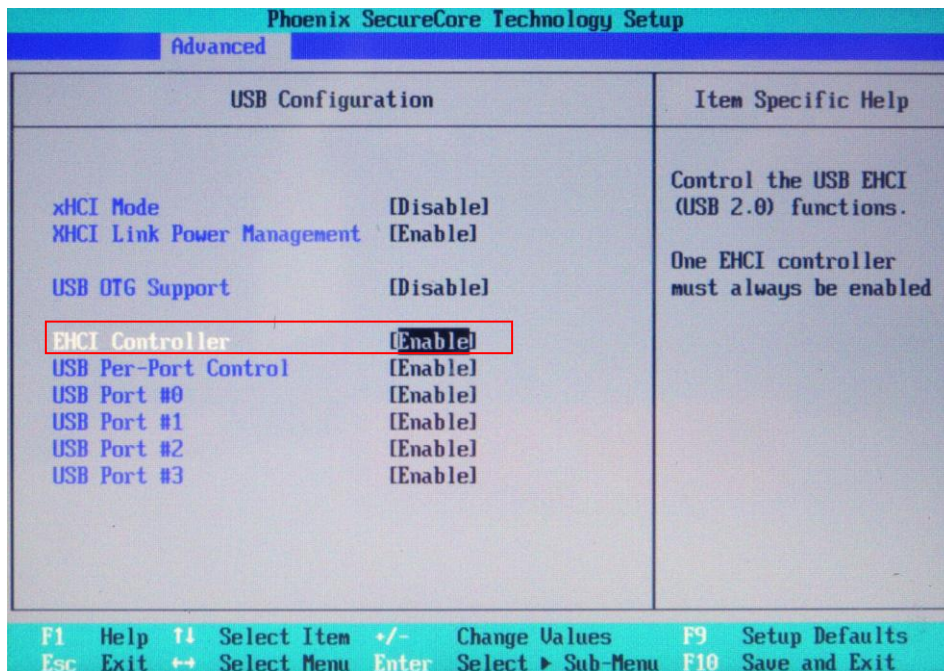 Phoenix SecureCore Technology Setup
Advanced
USB Configuration
Item Specific Help
xHCI Mode [Disable]
XHCI Link Power Management [Enable]
USB OTG Support [Disable]
EHCI Controller [Enable]
USB Per-Port Control [Enable]
USB Port #0 [Enable]
USB Port #1 [Enable]
USB Port #2 [Enable]
USB Port #3 [Enable]
Control the USB EHCI
(USB 2.0) functions.
One EHCI controller
must always be enabled
F1 Help ↑↓ Select Item +/- Change Values F9 Setup Defaults
Esc Exit ↔ Select Menu Enter Select ▶ Sub-Menu F10 Save and Exit